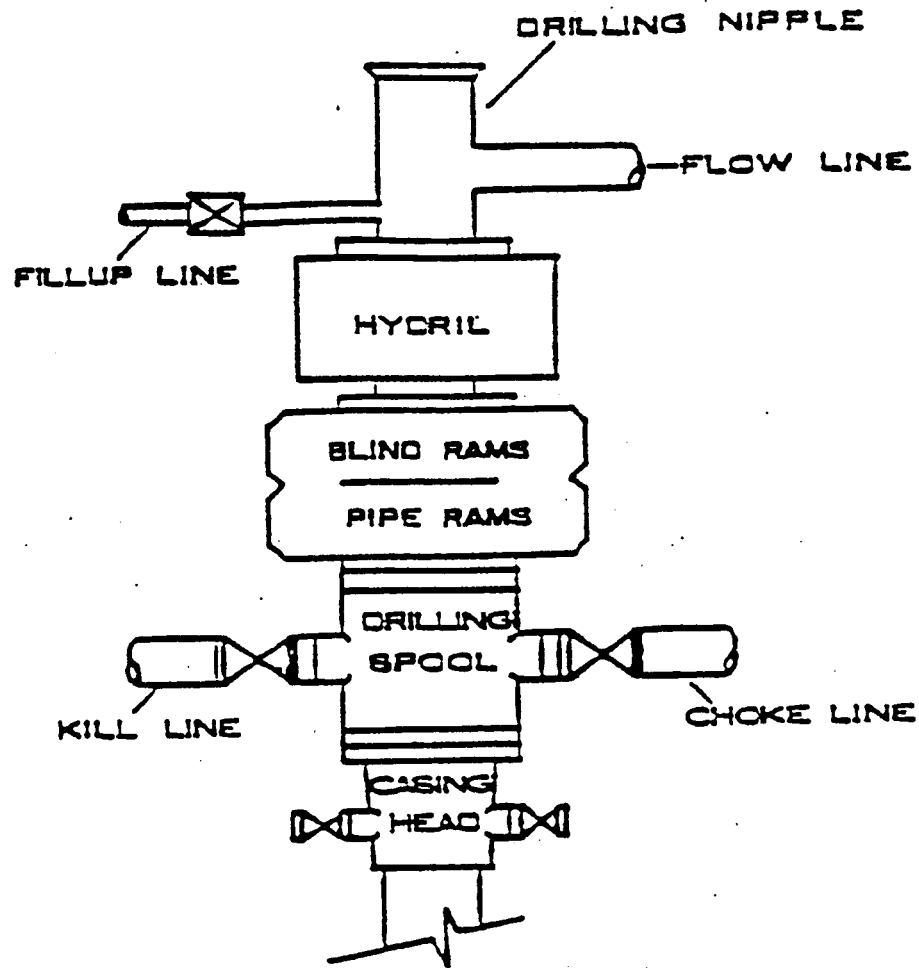 DRILLING NIPPLE
FLOW LINE
FILLUP LINE
HYDRIL
BLIND RAMS
PIPE RAMS
DRILLING
SPOOL
KILL LINE
CHOKE LINE
CASING
HEAD